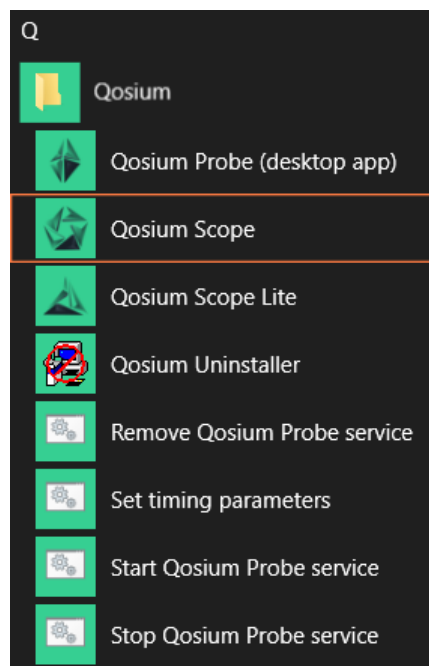 Q
Qosium
Qosium Probe (desktop app)
Qosium Scope
Qosium Scope Lite
Qosium Uninstaller
Remove Qosium Probe service
Set timing parameters
Start Qosium Probe service
Stop Qosium Probe service